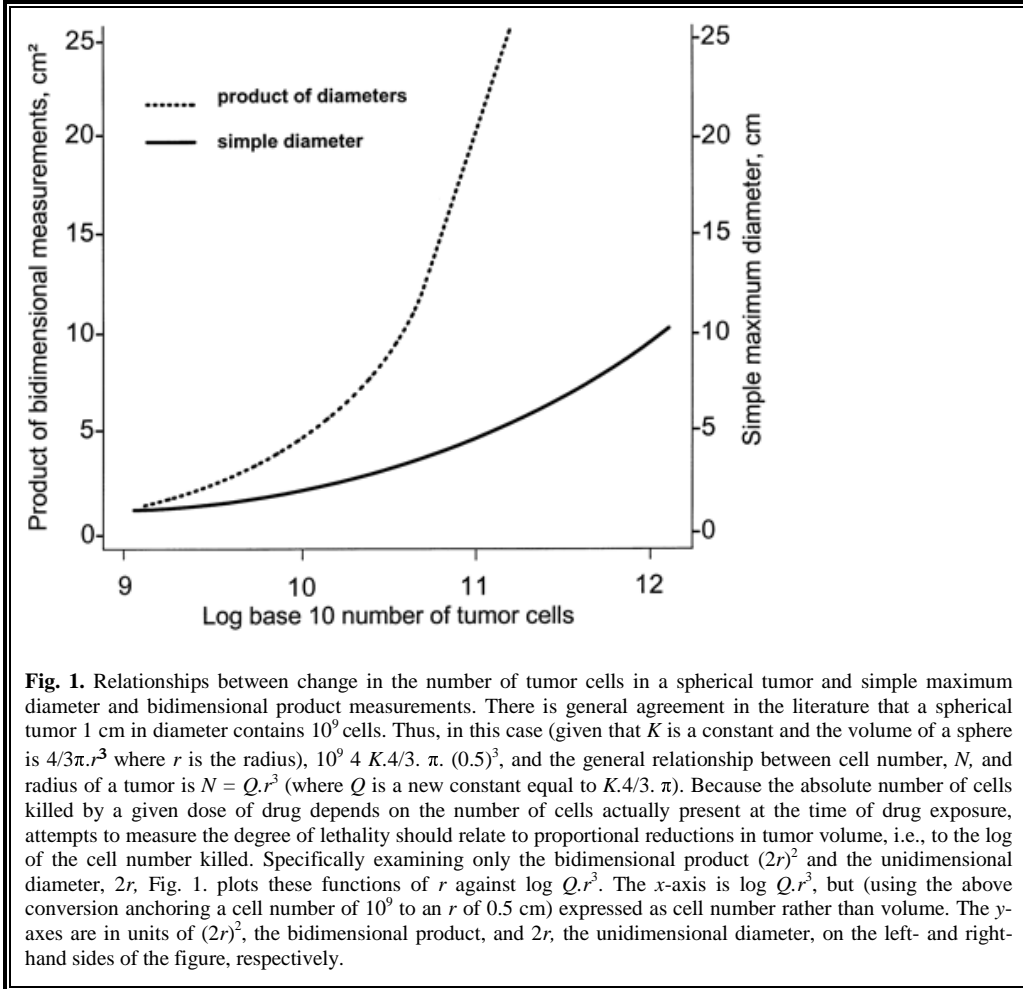 25
25
20
20
15
15
10
10
5
5
0
0
Product of bidimensional measurements, cm²
Simple maximum diameter, cm
product of diameters
simple diameter
9 10 11 12
Log base 10 number of tumor cells
Fig. 1. Relationships between change in the number of tumor cells in a spherical tumor and simple maximum
diameter and bidimensional product measurements. There is general agreement in the literature that a spherical
tumor 1 cm in diameter contains 10⁹ cells. Thus, in this case (given that K is a constant and the volume of a sphere
is 4/3π.r³ where r is the radius), 10⁹ 4 K.4/3. π. (0.5)³, and the general relationship between cell number, N, and
radius of a tumor is N = Q.r³ (where Q is a new constant equal to K.4/3. π). Because the absolute number of cells
killed by a given dose of drug depends on the number of cells actually present at the time of drug exposure,
attempts to measure the degree of lethality should relate to proportional reductions in tumor volume, i.e., to the log
of the cell number killed. Specifically examining only the bidimensional product (2r)² and the unidimensional
diameter, 2r, Fig. 1. plots these functions of r against log Q.r³. The x-axis is log Q.r³, but (using the above
conversion anchoring a cell number of 10⁹ to an r of 0.5 cm) expressed as cell number rather than volume. The y-
axes are in units of (2r)², the bidimensional product, and 2r, the unidimensional diameter, on the left- and right-
hand sides of the figure, respectively.